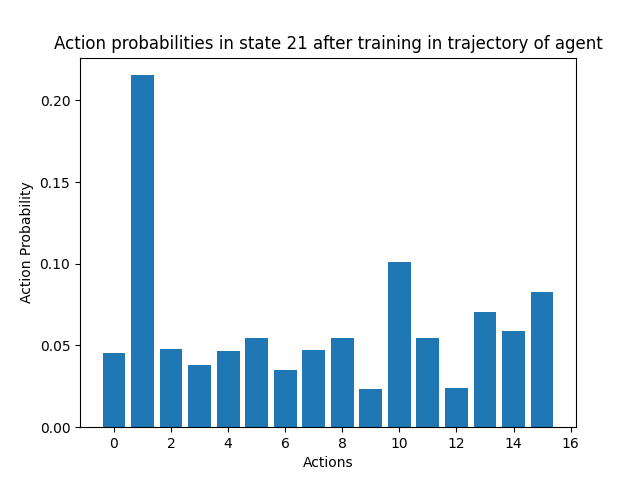 Action probabilities in state 21 after training in trajectory of agent
0.20
0.15
0.10
0.05
0.00
Action Probability
0 2 4 6 8 10 12 14 16
Actions